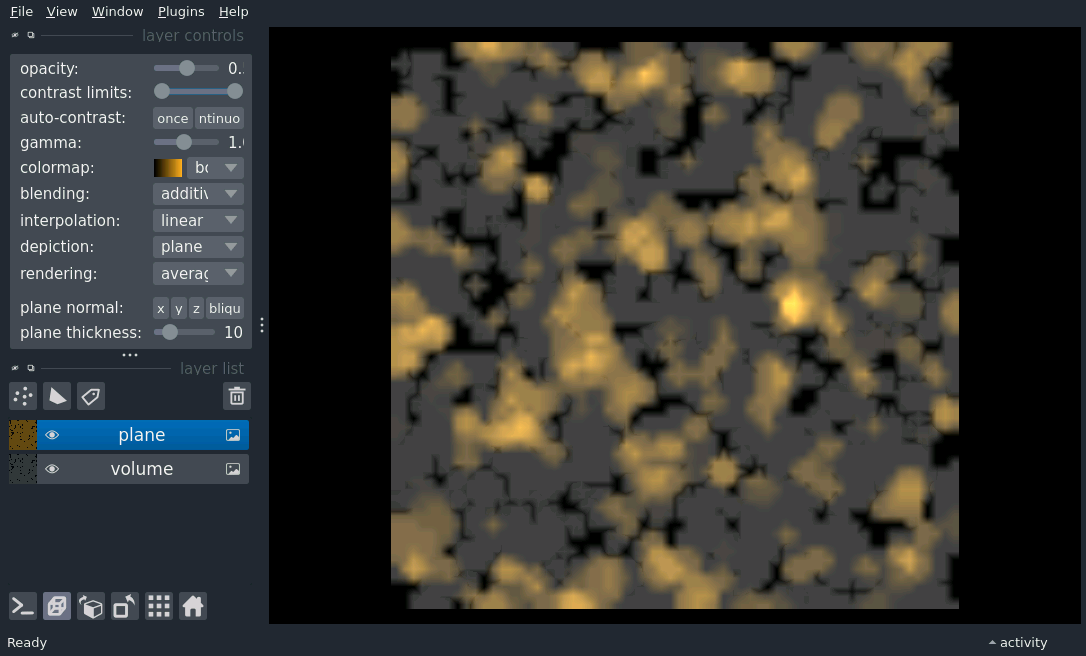 File View Window Plugins Help
layer controls
opacity: 0.
contrast limits:
auto-contrast: once ntinuo
gamma: 1.
colormap: bo
blending: additiv
interpolation: linear
depiction: plane
rendering: averag
plane normal: x y z bliqu
plane thickness: 10
layer list
plane
volume
Ready
activity